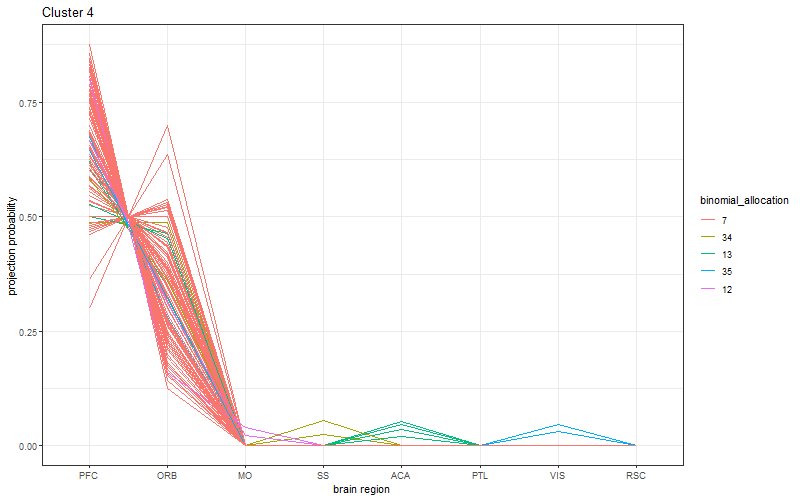 Cluster 4
projection probability
0.75
0.50
0.25
0.00
PFC ORB MO SS ACA PTL VIS RSC
brain region
binomial_allocation
7
34
13
35
12